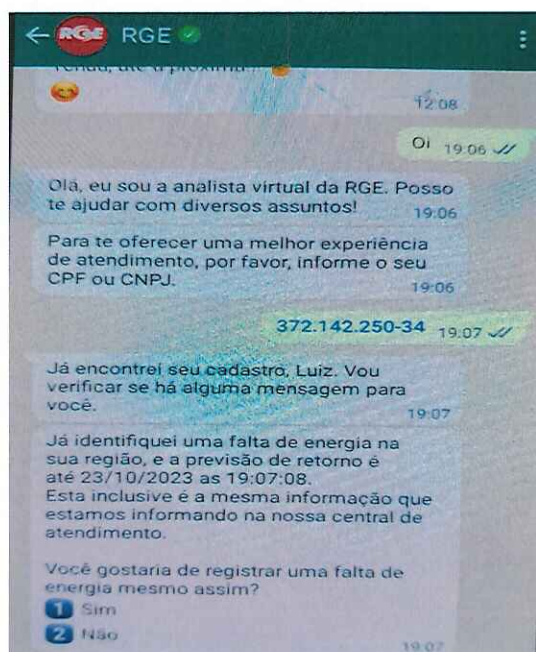 RGE RGE
até a próxima...
12:08
Oi 19:06
Olá, eu sou a analista virtual da RGE. Posso
te ajudar com diversos assuntos!
19:06
Para te oferecer uma melhor experiência
de atendimento, por favor, informe o seu
CPF ou CNPJ.
19:06
372.142.250-34 19:07
Já encontrei seu cadastro, Luiz. Vou
verificar se há alguma mensagem para
você.
19:07
Já identifiquei uma falta de energia na
sua região, e a previsão de retorno é
até 23/10/2023 as 19:07:08.
Esta inclusive é a mesma informação que
estamos informando na nossa central de
atendimento.
Você gostaria de registrar uma falta de
energia mesmo assim?
1 Sim
2 Não
19:07